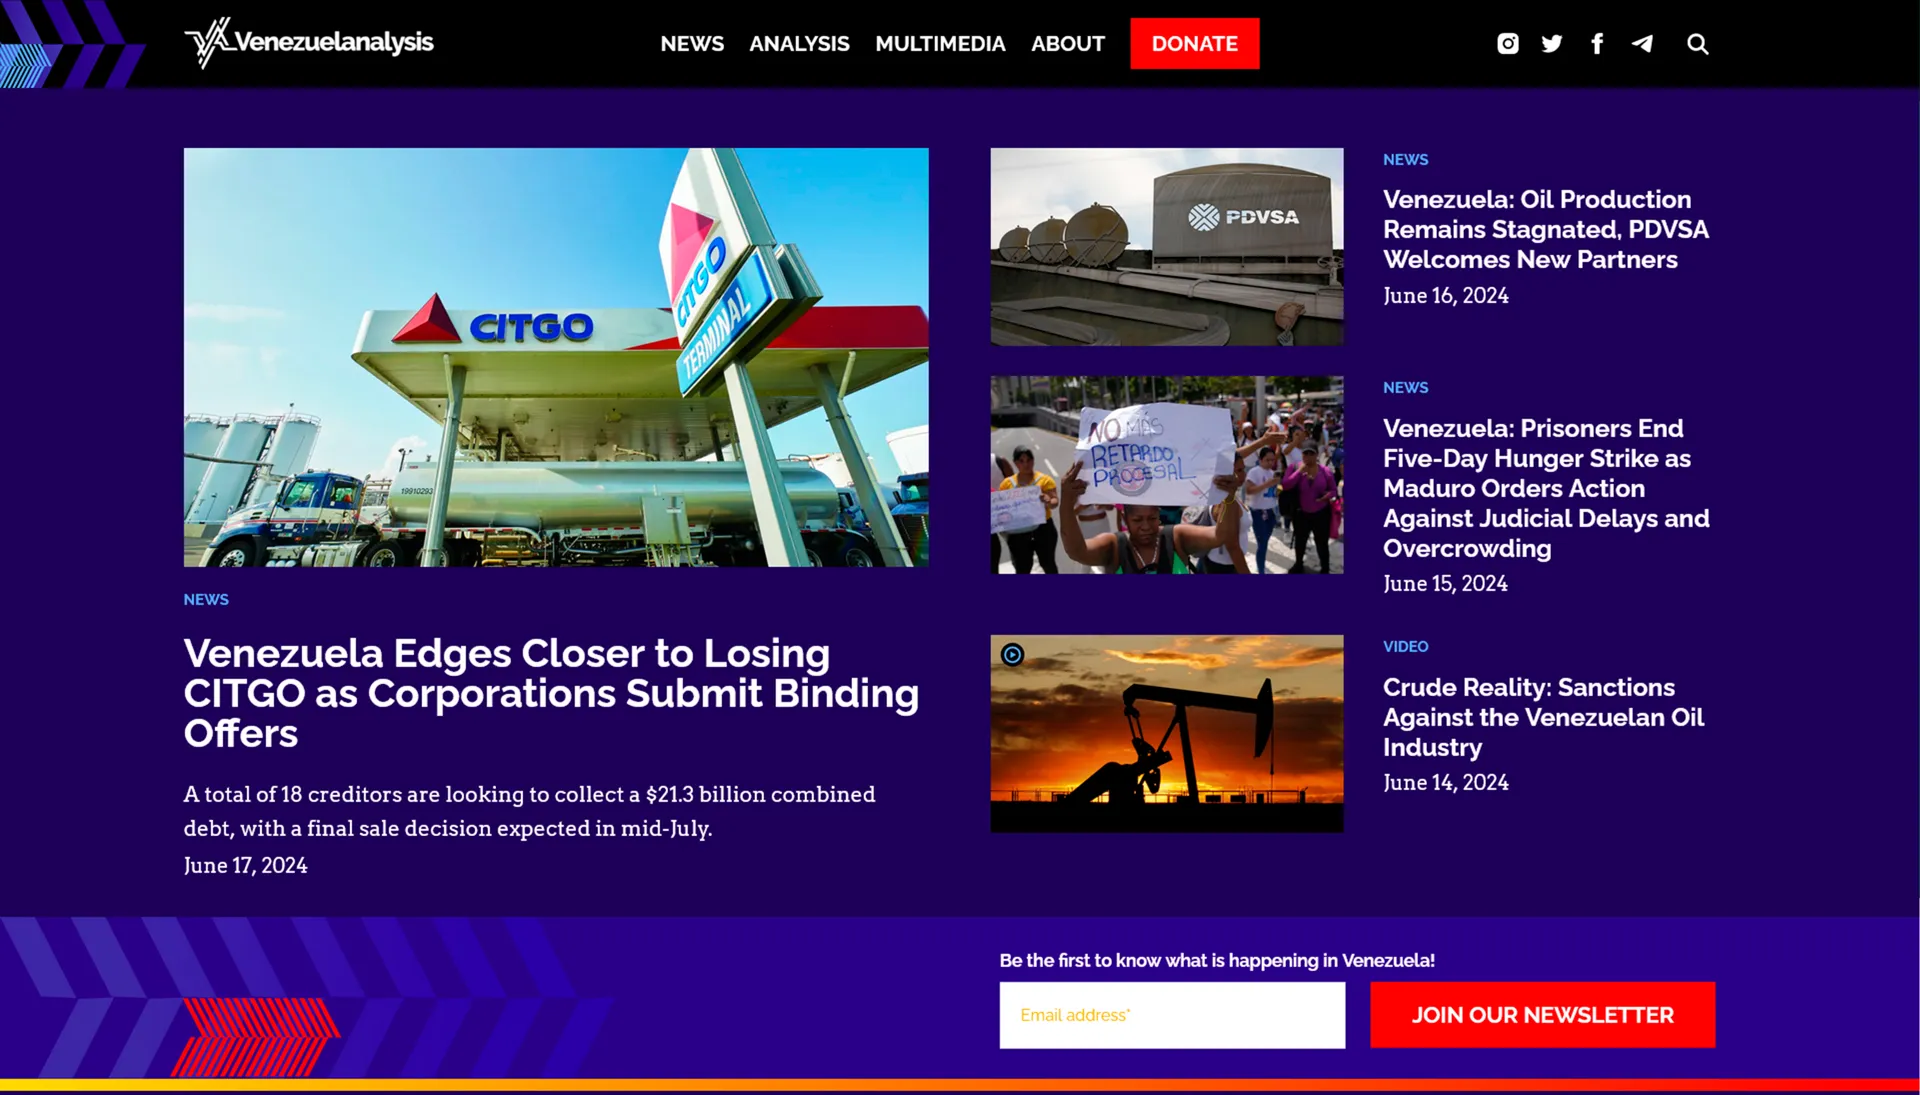 Venezuelanalysis
NEWS ANALYSIS MULTIMEDIA ABOUT DONATE
CITGO
CITGO
TERMINAL
19910293
NEWS
Venezuela Edges Closer to Losing
CITGO as Corporations Submit Binding
Offers
A total of 18 creditors are looking to collect a $21.3 billion combined
debt, with a final sale decision expected in mid-July.
June 17, 2024
PDVSA
NEWS
Venezuela: Oil Production
Remains Stagnated, PDVSA
Welcomes New Partners
June 16, 2024
NO MÁS
RETARDO
PROCESAL
NEWS
Venezuela: Prisoners End
Five-Day Hunger Strike as
Maduro Orders Action
Against Judicial Delays and
Overcrowding
June 15, 2024
VIDEO
Crude Reality: Sanctions
Against the Venezuelan Oil
Industry
June 14, 2024
Be the first to know what is happening in Venezuela!
Email address*
JOIN OUR NEWSLETTER